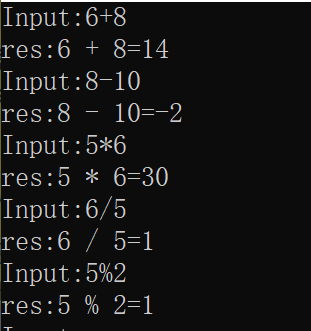 Input:6+8
res:6 + 8=14
Input:8-10
res:8 - 10=-2
Input:5*6
res:5 * 6=30
Input:6/5
res:6 / 5=1
Input:5%2
res:5 % 2=1